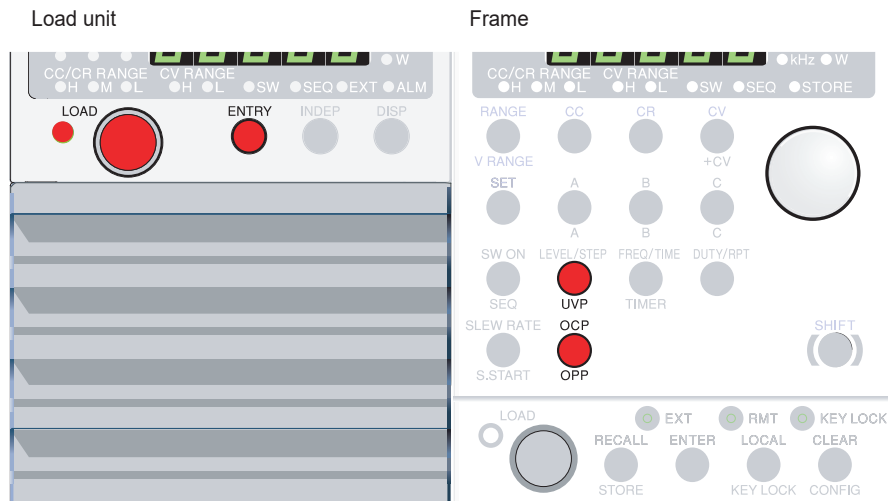 Load unit
Frame
W
CC/CR RANGE CV RANGE
H M L H L SW SEQ EXT ALM
LOAD ENTRY INDEP DISP
kHz W
CC/CR RANGE CV RANGE
H M L H L SW SEQ STORE
RANGE CC CR CV
V RANGE +CV
SET A B C
A B C
SW ON LEVEL/STEP FREQ/TIME DUTY/RPT
SEQ UVP TIMER
SLEW RATE OCP SHIFT
S.START OPP
LOAD EXT RMT KEY LOCK
RECALL ENTER LOCAL CLEAR
STORE KEY LOCK CONFIG